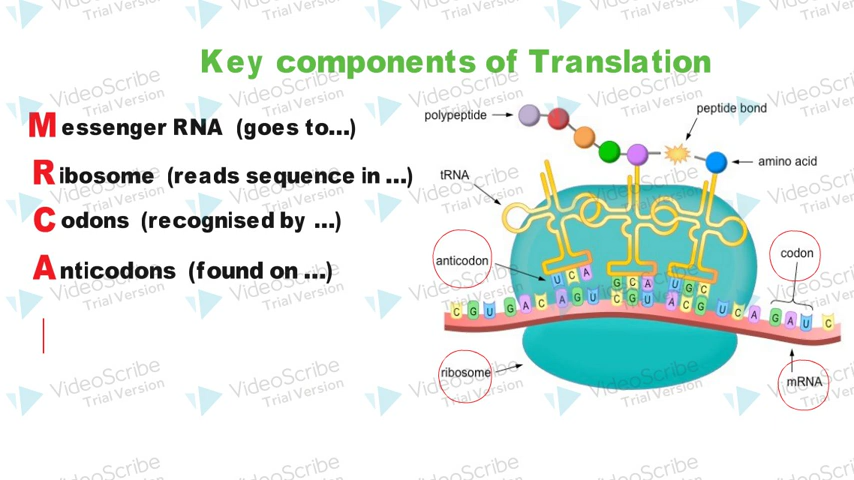 Key components of Translation
Messenger RNA (goes to...)
Ribosome (reads sequence in ...)
Codons (recognised by ...)
Anticodons (found on ...)
polypeptide
peptide bond
amino acid
tRNA
anticodon
codon
U C A
G C A U G C
C G U G A C A G U C G U A C G U C A G A U C
ribosome
mRNA
VideoScribe
Trial Version